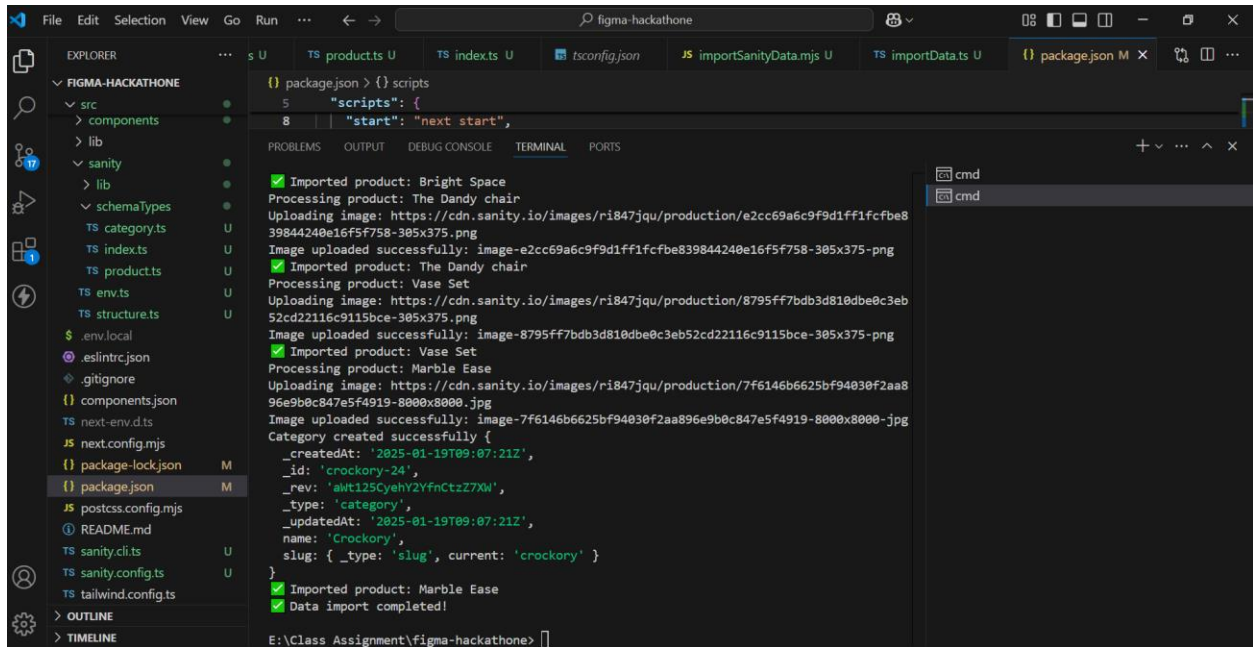 File Edit Selection View Go Run ··· ← → figma-hackathone
EXPLORER ···
FIGMA-HACKATHONE
src
components
lib
sanity
lib
schemaTypes
TS category.ts U
TS index.ts U
TS product.ts U
TS env.ts U
TS structure.ts U
$ .env.local
.eslintrc.json
.gitignore
{} components.json
TS next-env.d.ts
JS next.config.mjs
{} package-lock.json M
{} package.json M
JS postcss.config.mjs
README.md
TS sanity.cli.ts U
TS sanity.config.ts U
TS tailwind.config.ts
OUTLINE
TIMELINE
17
1
s U TS product.ts U TS index.ts U tsconfig.json JS importSanityData.mjs U TS importData.ts U {} package.json M ×
{} package.json > {} scripts
5 "scripts": {
8 "start": "next start",
PROBLEMS OUTPUT DEBUG CONSOLE TERMINAL PORTS
✅ Imported product: Bright Space
Processing product: The Dandy chair
Uploading image: https://cdn.sanity.io/images/ri847jqu/production/e2cc69a6c9f9d1ff1fcfbe8
39844240e16f5f758-305x375.png
Image uploaded successfully: image-e2cc69a6c9f9d1ff1fcfbe839844240e16f5f758-305x375-png
✅ Imported product: The Dandy chair
Processing product: Vase Set
Uploading image: https://cdn.sanity.io/images/ri847jqu/production/8795ff7bdb3d810dbe0c3eb
52cd22116c9115bce-305x375.png
Image uploaded successfully: image-8795ff7bdb3d810dbe0c3eb52cd22116c9115bce-305x375-png
✅ Imported product: Vase Set
Processing product: Marble Ease
Uploading image: https://cdn.sanity.io/images/ri847jqu/production/7f6146b6625bf94030f2aa8
96e9b0c847e5f4919-8000x8000.jpg
Image uploaded successfully: image-7f6146b6625bf94030f2aa896e9b0c847e5f4919-8000x8000-jpg
Category created successfully {
_createdAt: '2025-01-19T09:07:21Z',
_id: 'crockory-24',
_rev: 'aWt125CyehY2YfnCtzZ7XW',
_type: 'category',
_updatedAt: '2025-01-19T09:07:21Z',
name: 'Crockory',
slug: { _type: 'slug', current: 'crockory' }
}
✅ Imported product: Marble Ease
✅ Data import completed!
E:\Class Assignment\figma-hackathone>
cmd
cmd